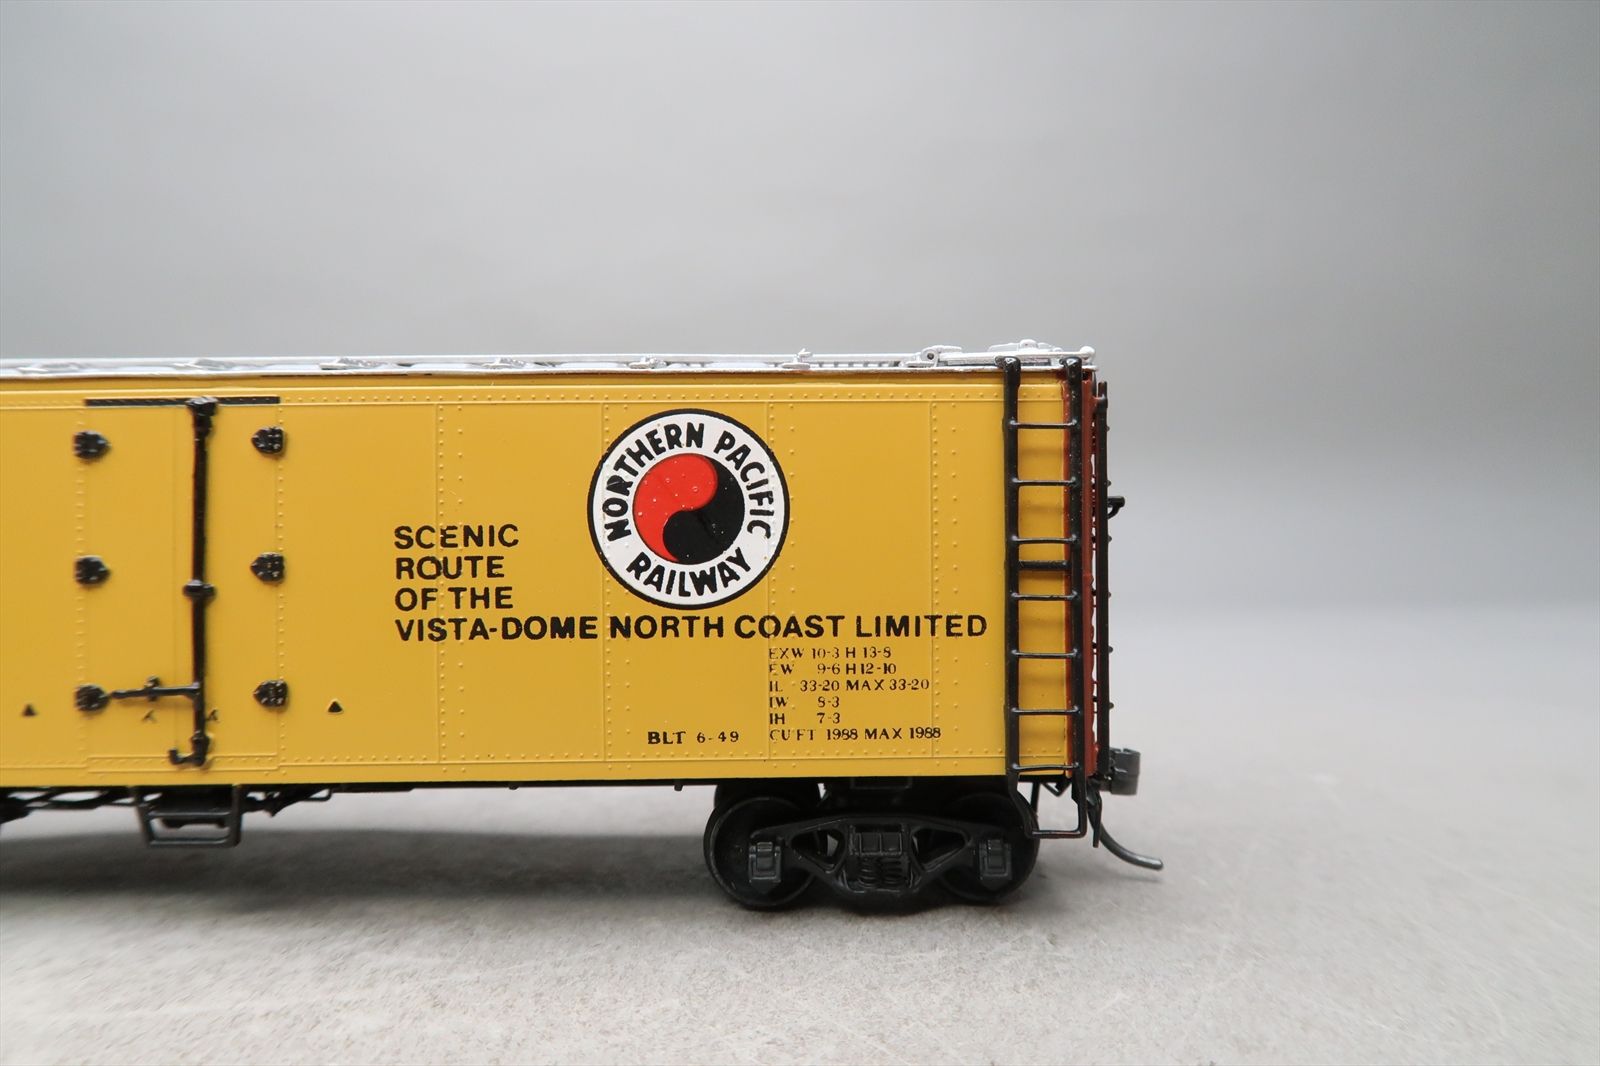 NORTHERN PACIFIC
RAILWAY
SCENIC
ROUTE
OF THE
VISTA-DOME NORTH COAST LIMITED
EXW 10-3 H 13-8
EW 9-6 H 12-10
IL 33-20 MAX 33-20
IW 8-3
IH 7-3
BLT 6-49 CU FT 1988 MAX 1988